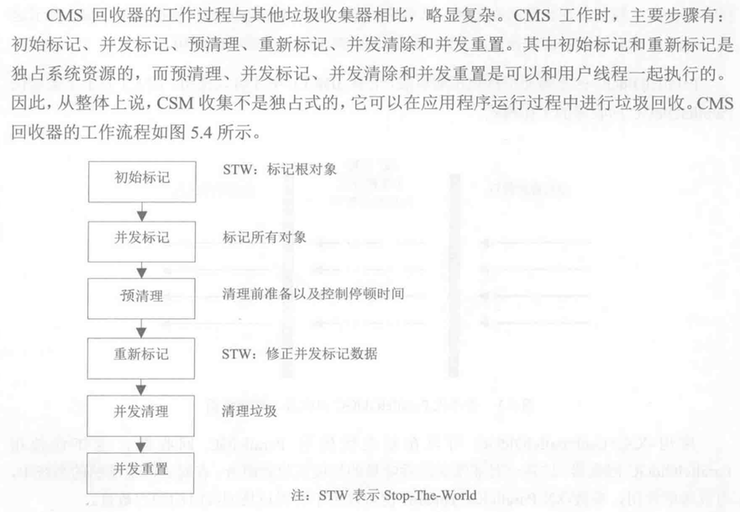 CMS 回收器的工作过程与其他垃圾收集器相比，略显复杂。CMS 工作时，主要步骤有：
初始标记、并发标记、预清理、重新标记、并发清除和并发重置。其中初始标记和重新标记是
独占系统资源的，而预清理、并发标记、并发清除和并发重置是可以和用户线程一起执行的。
因此，从整体上说，CSM 收集不是独占式的，它可以在应用程序运行过程中进行垃圾回收。CMS
回收器的工作流程如图 5.4 所示。
初始标记
STW：标记根对象
并发标记
标记所有对象
预清理
清理前准备以及控制停顿时间
重新标记
STW：修正并发标记数据
并发清理
清理垃圾
并发重置
注：STW 表示 Stop-The-World